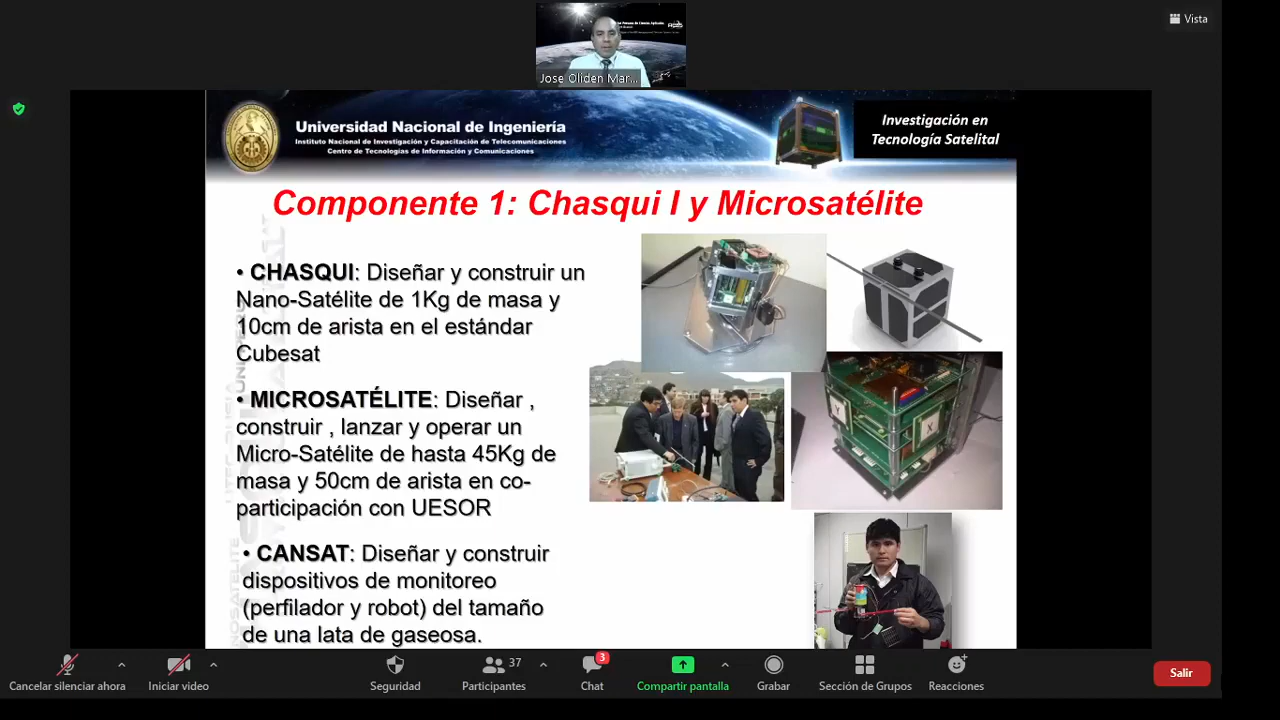 Vista
Jose Oliden Mar...
Universidad Nacional de Ingeniería
Instituto Nacional de Investigación y Capacitación de Telecomunicaciones
Centro de Tecnologías de Información y Comunicaciones
Investigación en
Tecnología Satelital
Componente 1: Chasqui I y Microsatélite
• CHASQUI: Diseñar y construir un
Nano-Satélite de 1Kg de masa y
10cm de arista en el estándar
Cubesat
• MICROSATÉLITE: Diseñar ,
construir , lanzar y operar un
Micro-Satélite de hasta 45Kg de
masa y 50cm de arista en co-
participación con UESOR
• CANSAT: Diseñar y construir
dispositivos de monitoreo
(perfilador y robot) del tamaño
de una lata de gaseosa.
Y
X
Cancelar silenciar ahora
Iniciar video
Seguridad
37
Participantes
3
Chat
Compartir pantalla
Grabar
Sección de Grupos
Reacciones
Salir